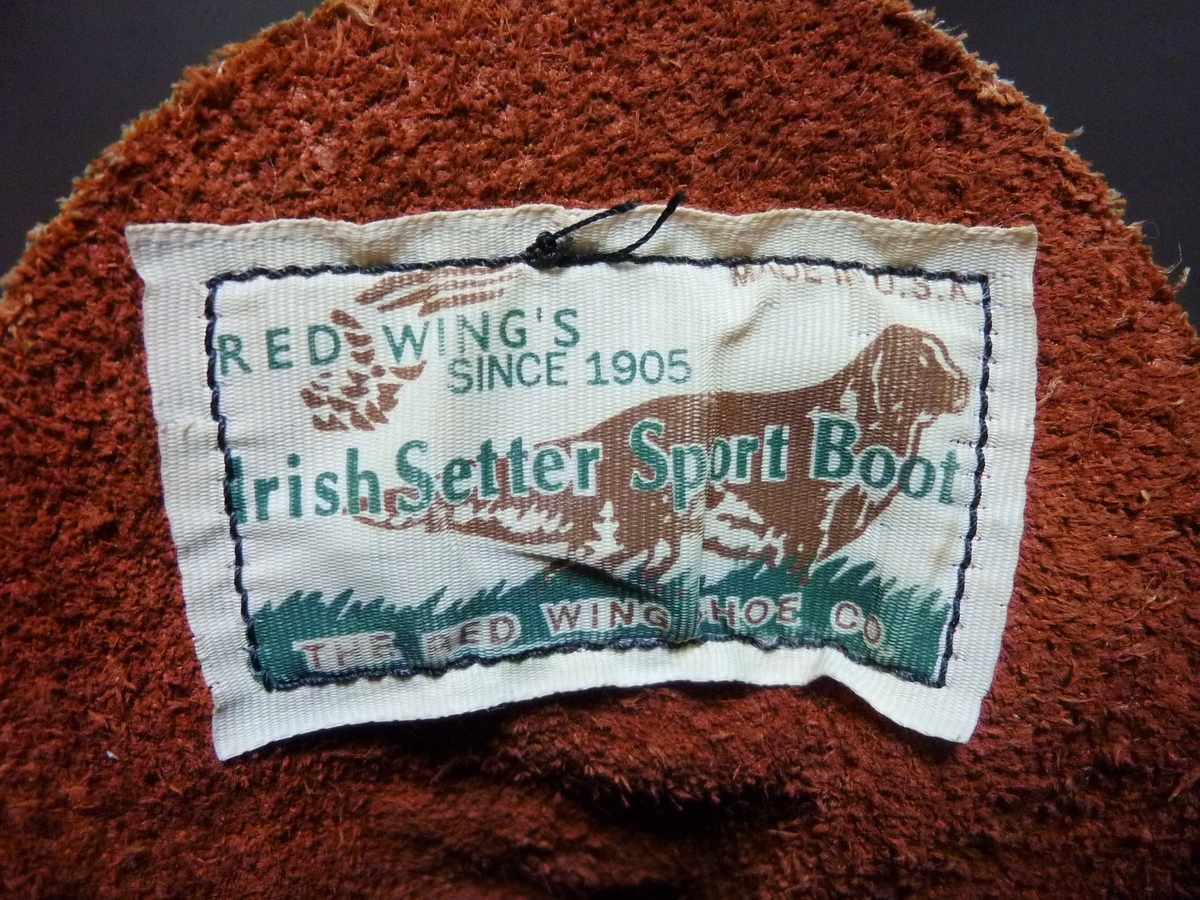 MADE IN U.S.A
RED WING'S
SINCE 1905
Irish Setter Sport Boot
THE RED WING SHOE CO